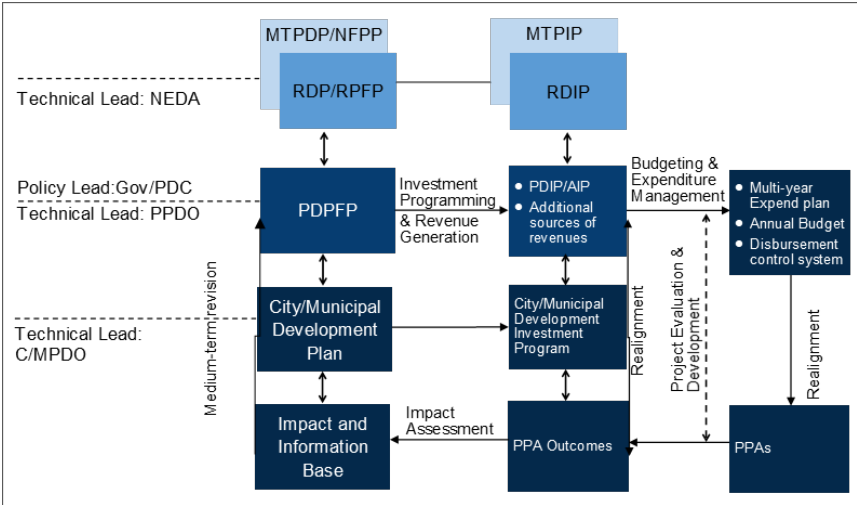 MTPDP/NFPP
MTPIP
RDP/RPFP
RDIP
Technical Lead: NEDA
Policy Lead:Gov/PDC
Technical Lead: PPDO
PDPFP
Investment
Programming
& Revenue
Generation
PDIP/AIP
Additional
sources of
revenues
Budgeting &
Expenditure
Management
Multi-year
Expend plan
Annual Budget
Disbursement
control system
Medium-term revision
Technical Lead:
C/MPDO
City/Municipal
Development
Plan
City/Municipal
Development
Investment
Program
Realignment
Project Evaluation &
Development
Realignment
Impact and
Information
Base
Impact
Assessment
PPA Outcomes
PPAs